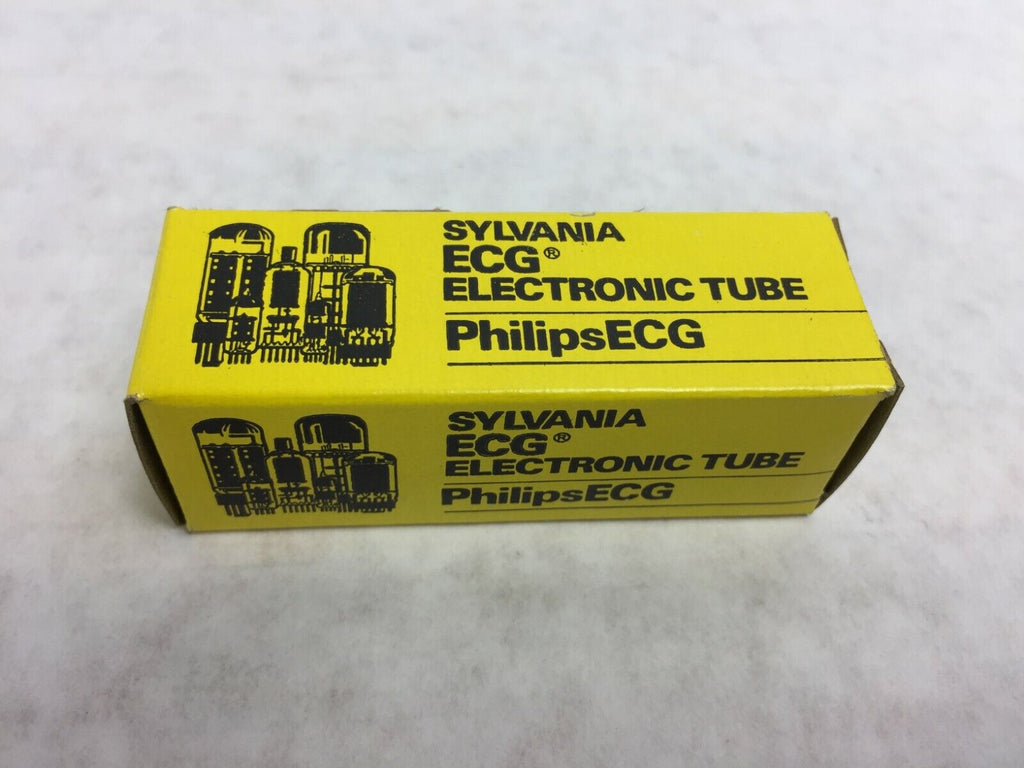 SYLVANIA
ECG®
ELECTRONIC TUBE
PhilipsECG
SYLVANIA
ECG®
ELECTRONIC TUBE
PhilipsECG